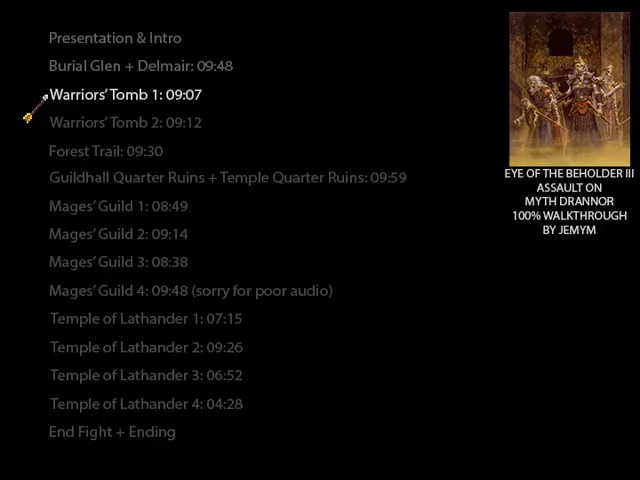 Presentation & Intro
Burial Glen + Delmair: 09:48
Warriors' Tomb 1: 09:07
Warriors' Tomb 2: 09:12
Forest Trail: 09:30
Guildhall Quarter Ruins + Temple Quarter Ruins: 09:59
Mages' Guild 1: 08:49
Mages' Guild 2: 09:14
Mages' Guild 3: 08:38
Mages' Guild 4: 09:48 (sorry for poor audio)
Temple of Lathander 1: 07:15
Temple of Lathander 2: 09:26
Temple of Lathander 3: 06:52
Temple of Lathander 4: 04:28
End Fight + Ending
EYE OF THE BEHOLDER III
ASSAULT ON
MYTH DRANNOR
100% WALKTHROUGH
BY JEMYM